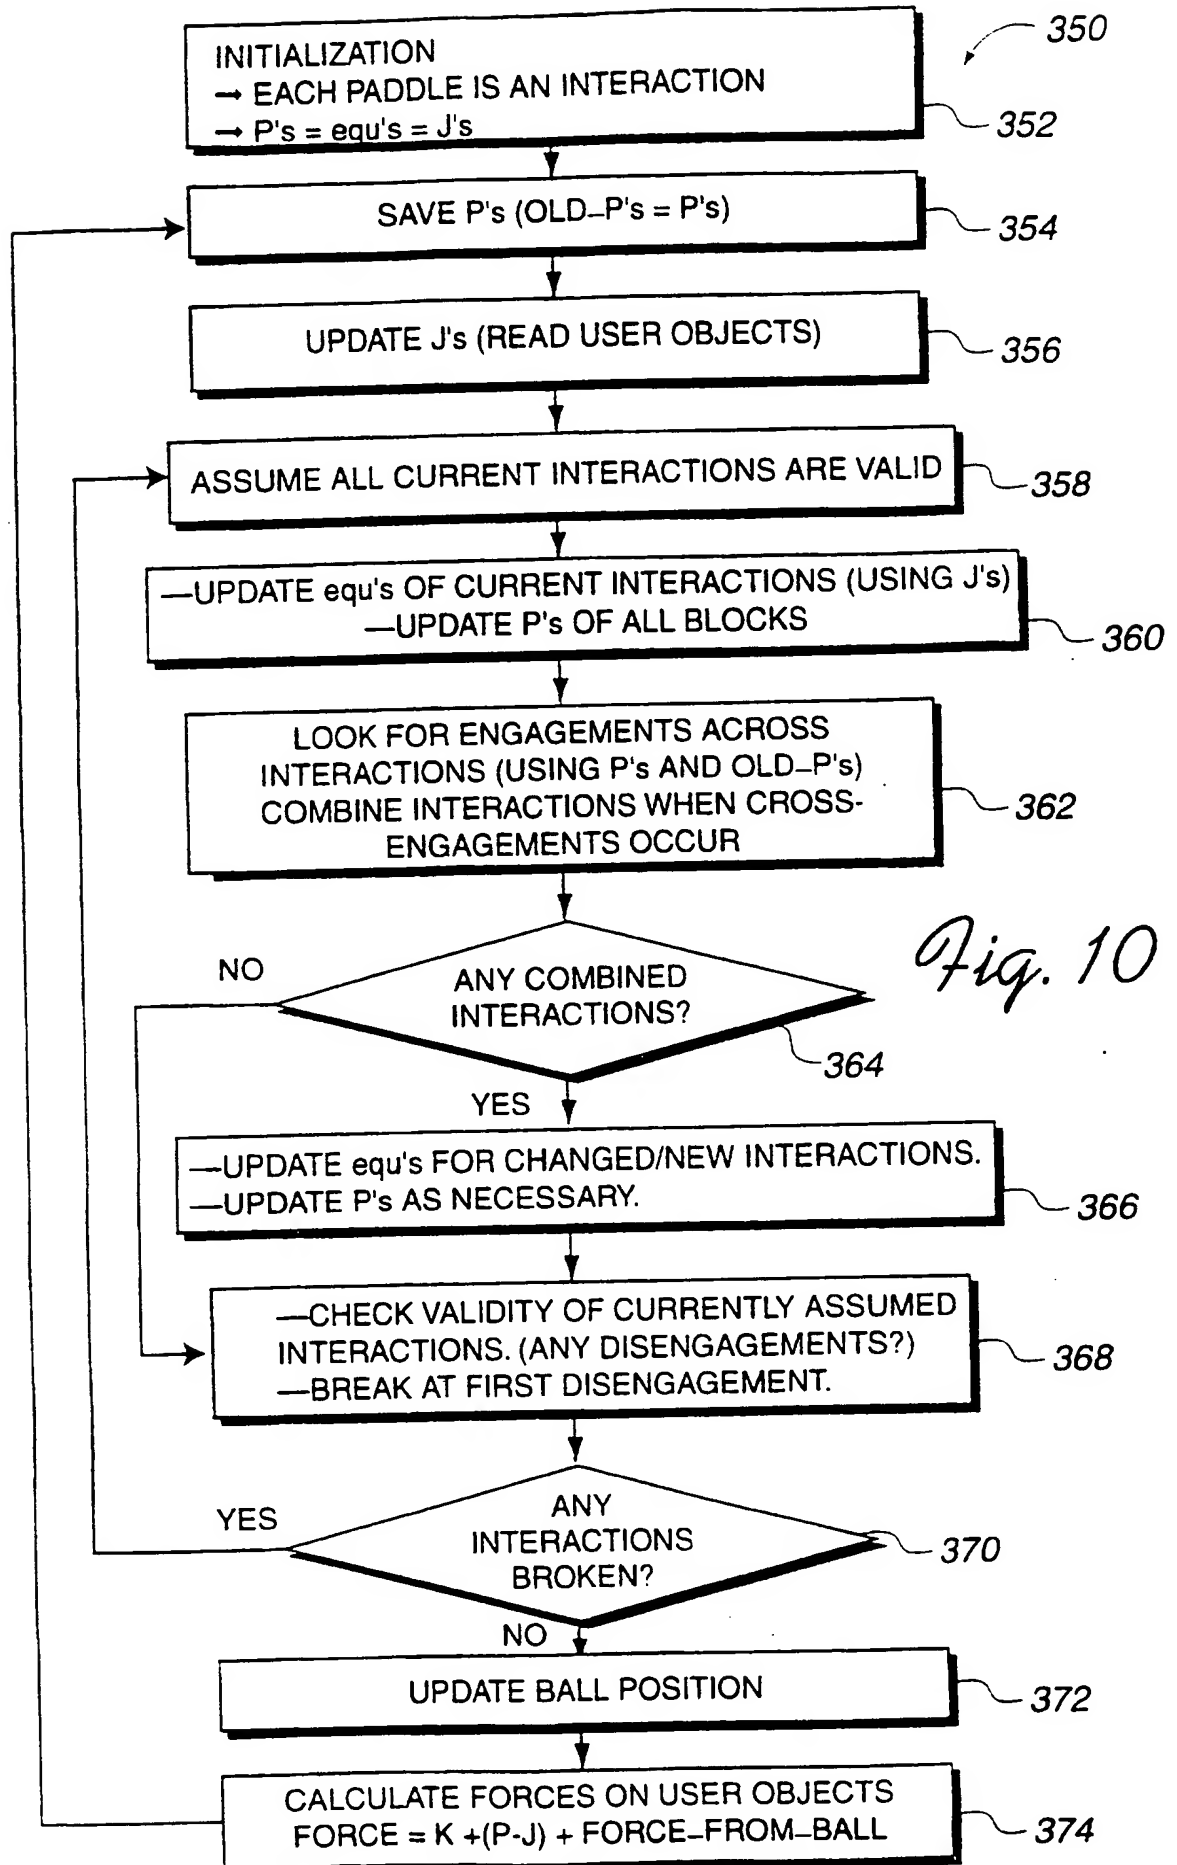 350
INITIALIZATION
→ EACH PADDLE IS AN INTERACTION
→ P's = equ's = J's
352
SAVE P's (OLD–P's = P's)
354
UPDATE J's (READ USER OBJECTS)
356
ASSUME ALL CURRENT INTERACTIONS ARE VALID
358
—UPDATE equ's OF CURRENT INTERACTIONS (USING J's)
—UPDATE P's OF ALL BLOCKS
360
LOOK FOR ENGAGEMENTS ACROSS
INTERACTIONS (USING P's AND OLD–P's)
COMBINE INTERACTIONS WHEN CROSS-
ENGAGEMENTS OCCUR
362
Fig. 10
NO
ANY COMBINED
INTERACTIONS?
364
YES
—UPDATE equ's FOR CHANGED/NEW INTERACTIONS.
—UPDATE P's AS NECESSARY.
366
—CHECK VALIDITY OF CURRENTLY ASSUMED
INTERACTIONS. (ANY DISENGAGEMENTS?)
—BREAK AT FIRST DISENGAGEMENT.
368
YES
ANY
INTERACTIONS
BROKEN?
370
NO
UPDATE BALL POSITION
372
CALCULATE FORCES ON USER OBJECTS
FORCE = K +(P-J) + FORCE–FROM–BALL
374